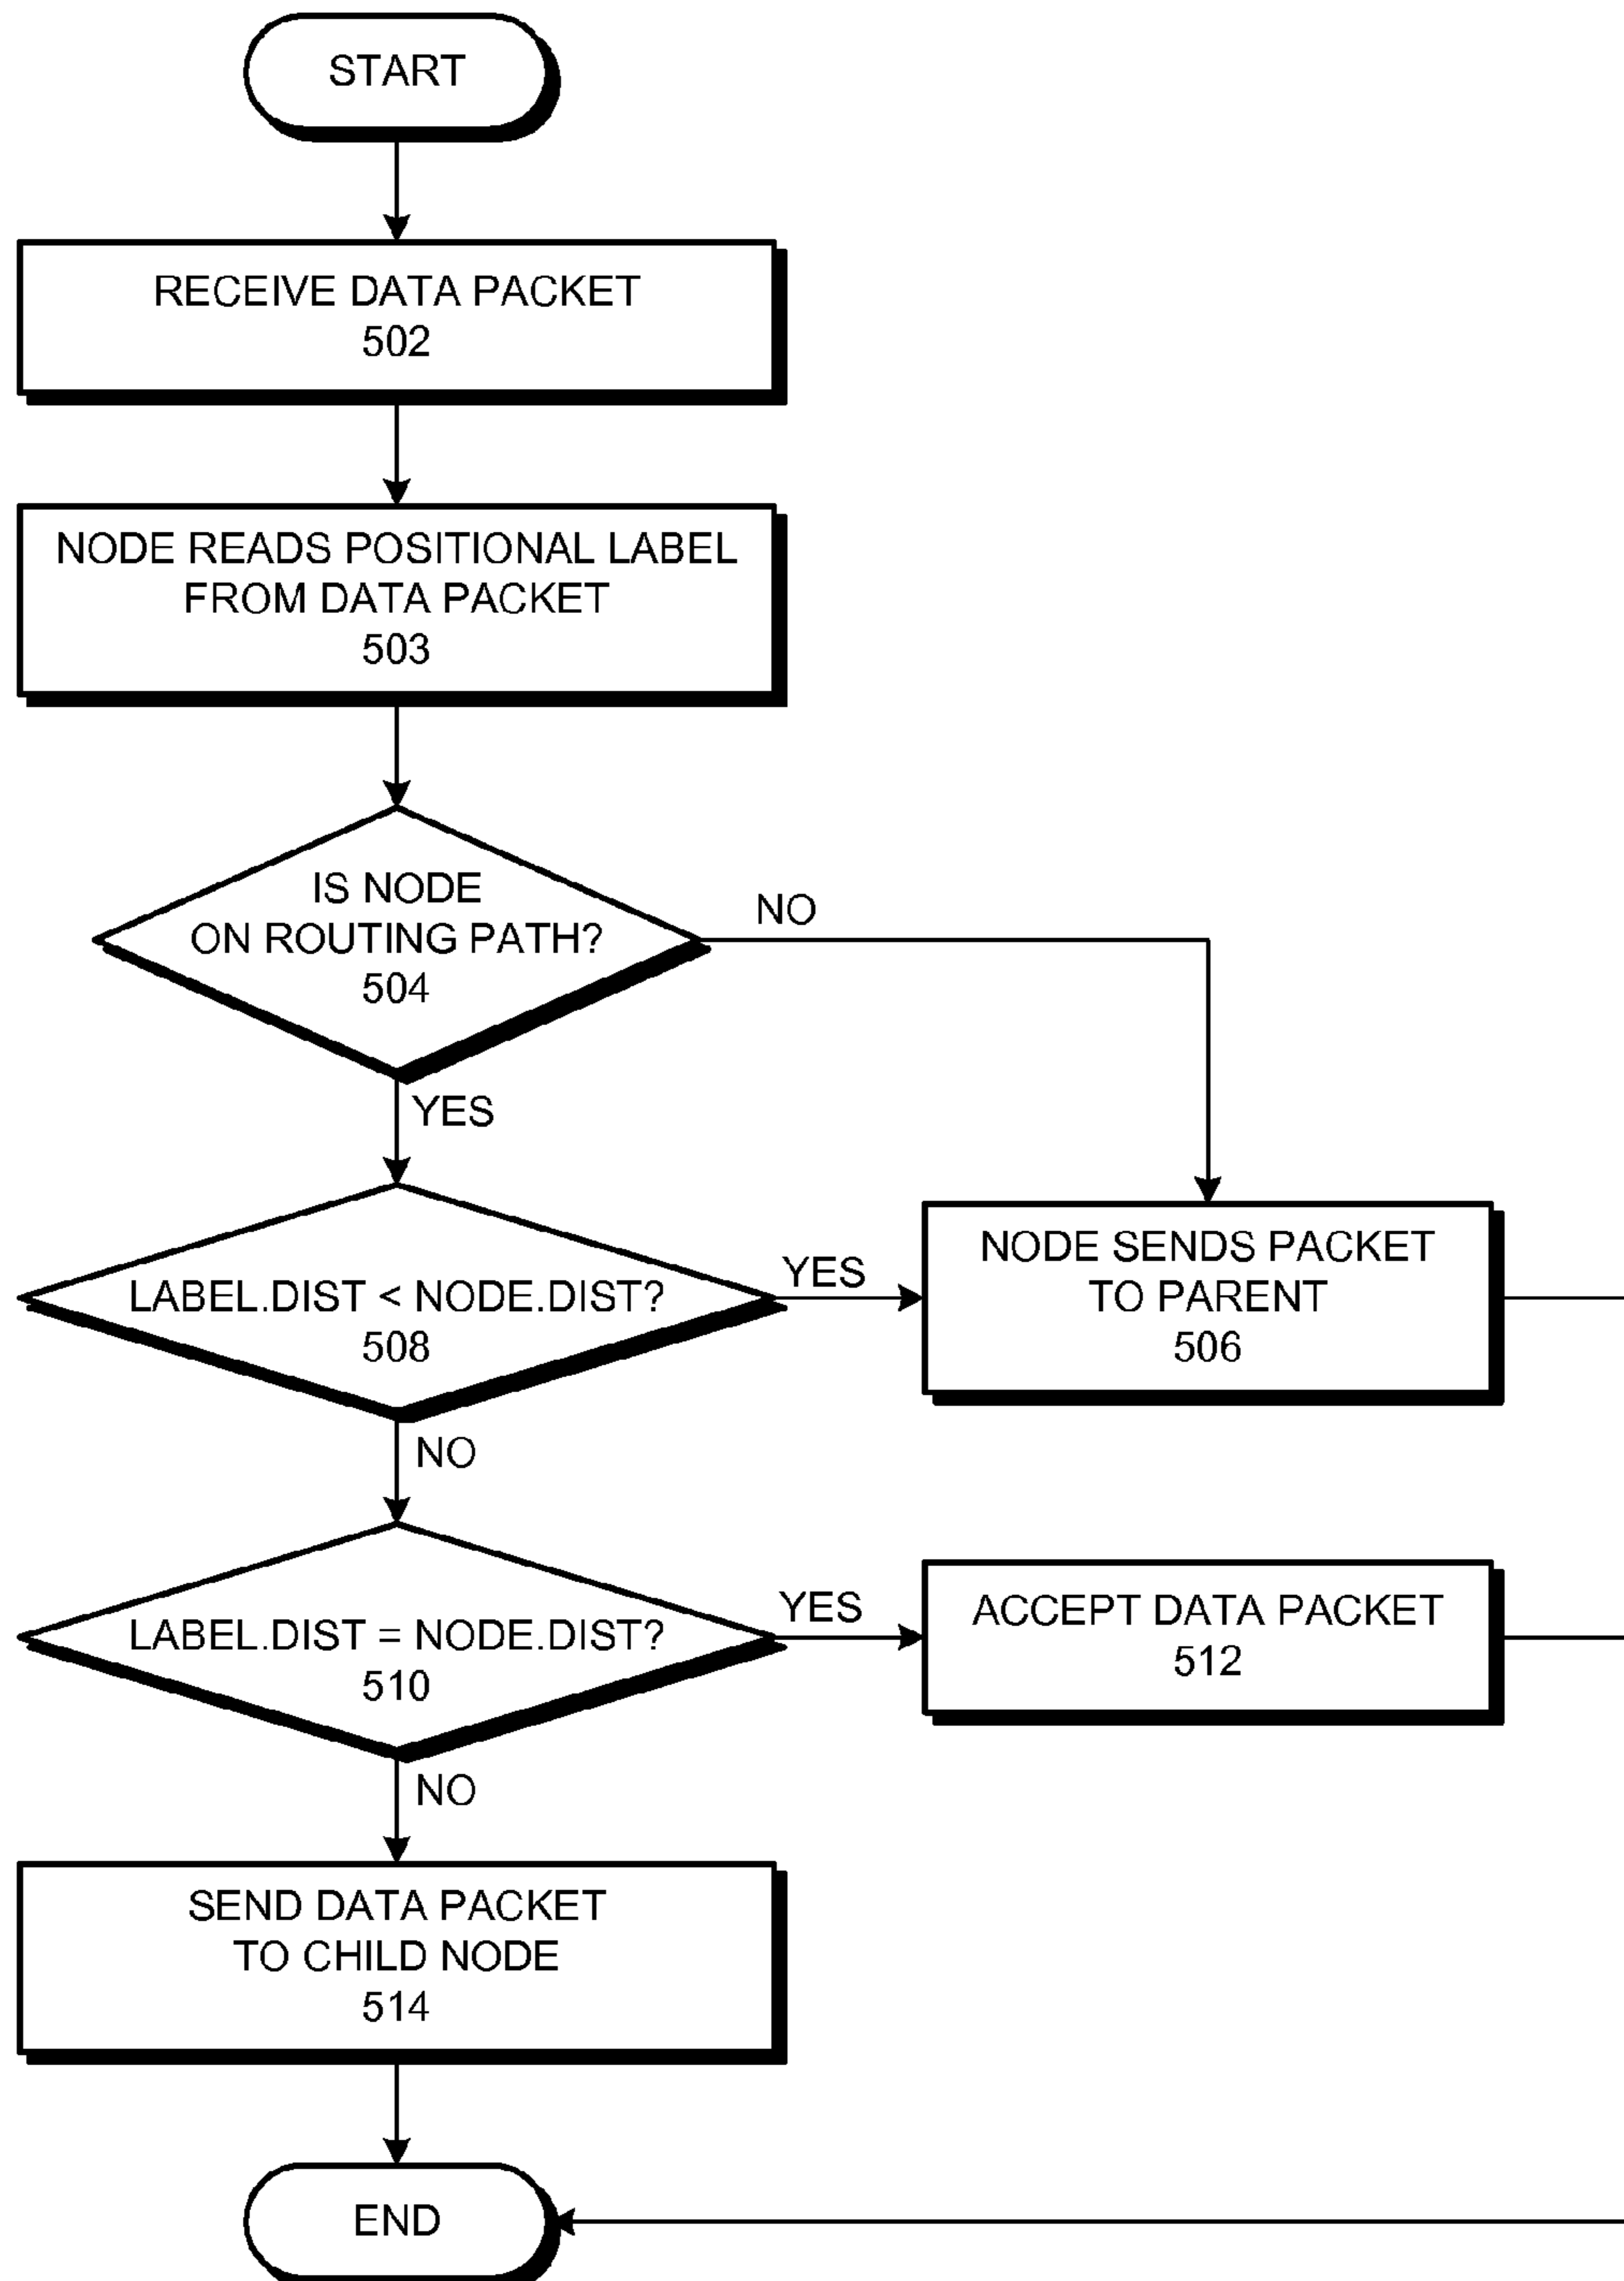 START
RECEIVE DATA PACKET
502
NODE READS POSITIONAL LABEL
FROM DATA PACKET
503
IS NODE
ON ROUTING PATH?
504
NO
YES
LABEL.DIST < NODE.DIST?
508
YES
NODE SENDS PACKET
TO PARENT
506
NO
LABEL.DIST = NODE.DIST?
510
YES
ACCEPT DATA PACKET
512
NO
SEND DATA PACKET
TO CHILD NODE
514
END